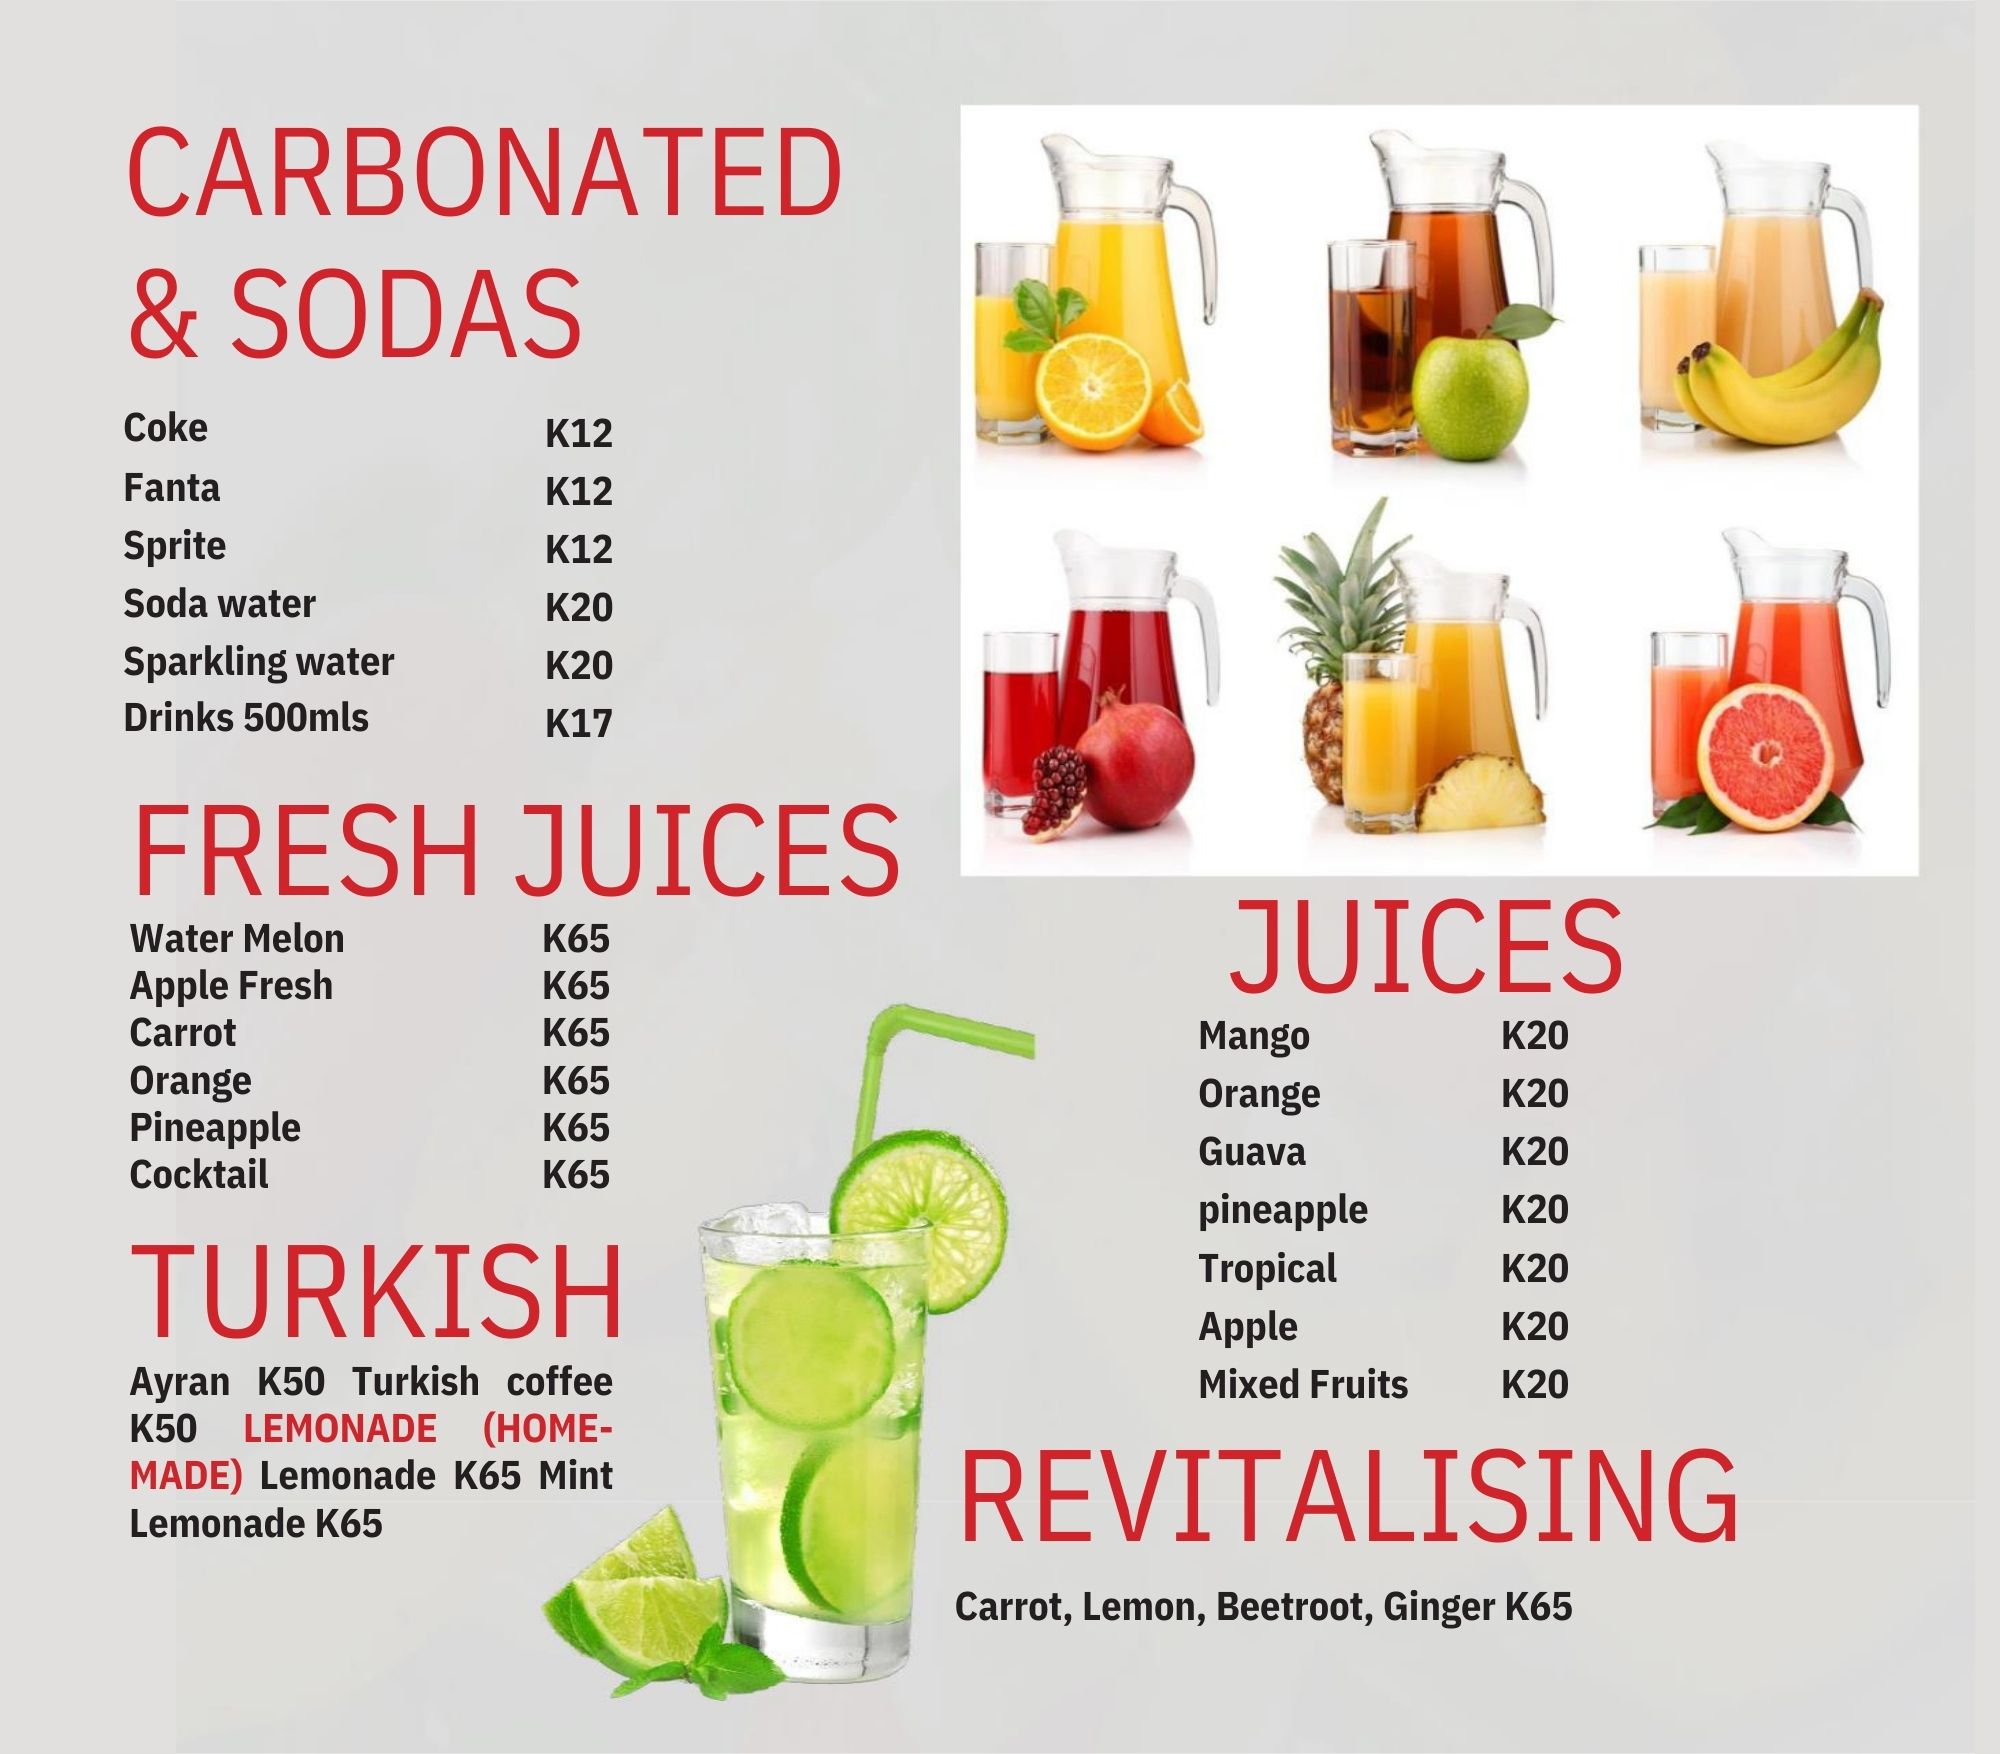 CARBONATED
& SODAS
Coke K12
Fanta K12
Sprite K12
Soda water K20
Sparkling water K20
Drinks 500mls K17
FRESH JUICES
Water Melon K65
Apple Fresh K65
Carrot K65
Orange K65
Pineapple K65
Cocktail K65
TURKISH
Ayran K50 Turkish coffee
K50 LEMONADE (HOME-
MADE) Lemonade K65 Mint
Lemonade K65
JUICES
Mango K20
Orange K20
Guava K20
pineapple K20
Tropical K20
Apple K20
Mixed Fruits K20
REVITALISING
Carrot, Lemon, Beetroot, Ginger K65